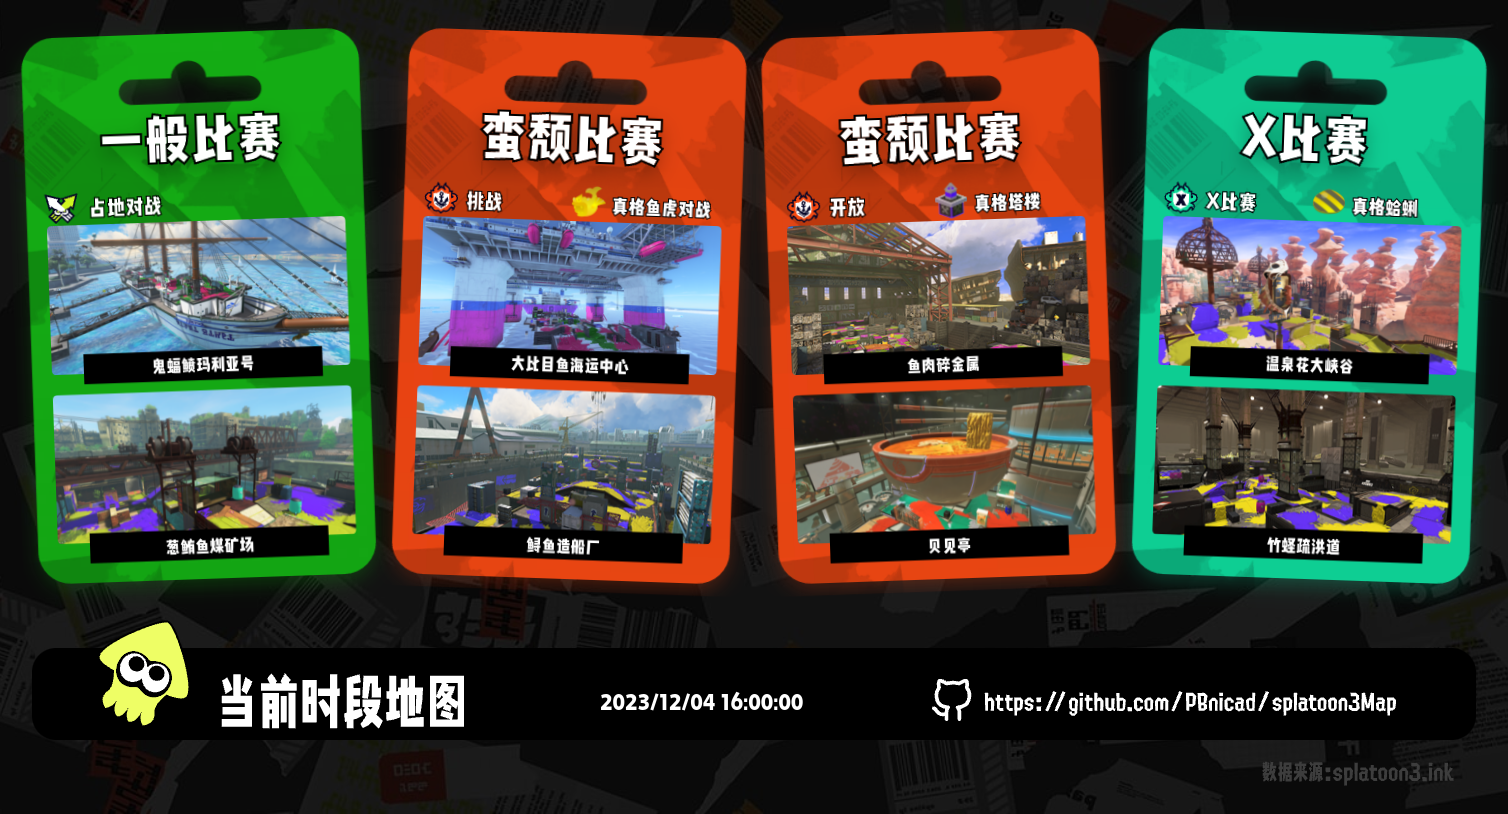 一般比赛
占地对战
鬼蝠鲼玛利亚号
葱鲔鱼煤矿场
蛮颓比赛
挑战
真格鱼虎对战
大比目鱼海运中心
鲟鱼造船厂
蛮颓比赛
开放
真格塔楼
鱼肉碎金属
贝见亭
X比赛
X比赛
真格蛤蜊
温泉花大峡谷
竹蛏疏洪道
当前时段地图
2023/12/04 16:00:00
https://github.com/PBnicad/splatoon3Map
数据来源:splatoon3.ink